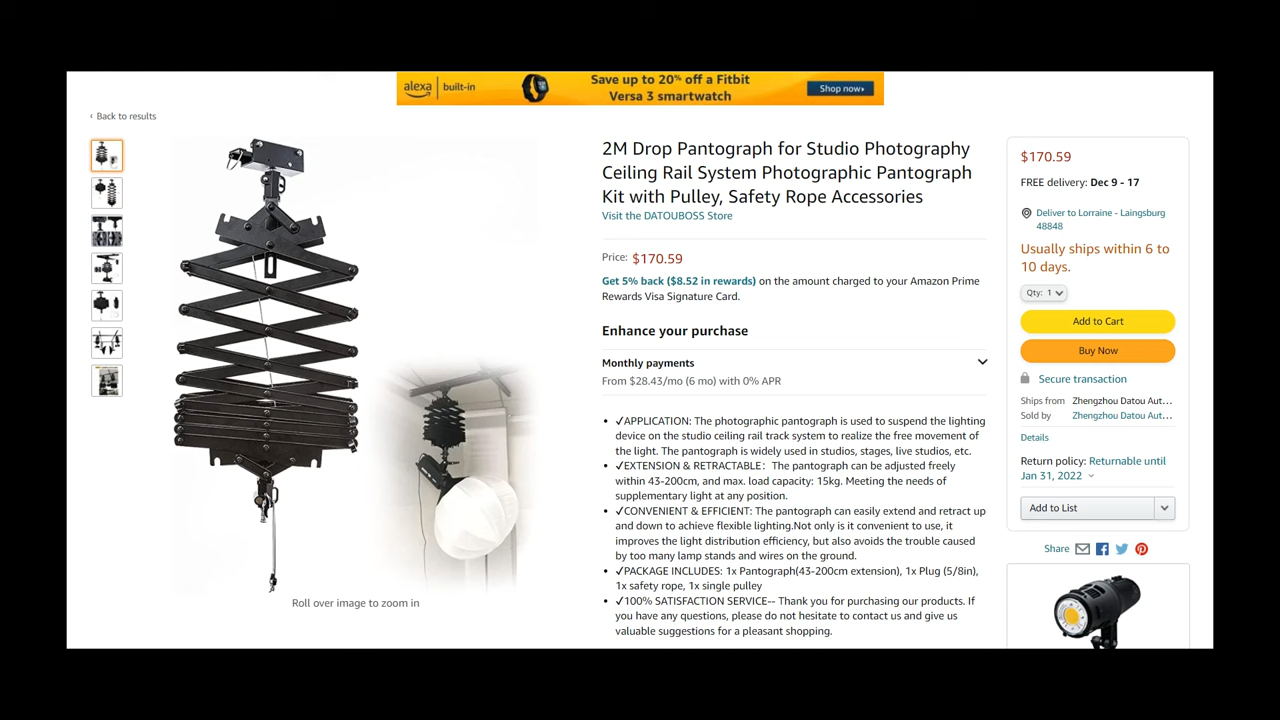 alexa built-in
Save up to 20% off a Fitbit
Versa 3 smartwatch
Shop now›
‹ Back to results
2M Drop Pantograph for Studio Photography
Ceiling Rail System Photographic Pantograph
Kit with Pulley, Safety Rope Accessories
Visit the DATOUBOSS Store
Price: $170.59
Get 5% back ($8.52 in rewards) on the amount charged to your Amazon Prime
Rewards Visa Signature Card.
Enhance your purchase
Monthly payments
From $28.43/mo (6 mo) with 0% APR
• ✓APPLICATION: The photographic pantograph is used to suspend the lighting
device on the studio ceiling rail track system to realize the free movement of
the light. The pantograph is widely used in studios, stages, live studios, etc.
• ✓EXTENSION & RETRACTABLE：The pantograph can be adjusted freely
within 43-200cm, and max. load capacity: 15kg. Meeting the needs of
supplementary light at any position.
• ✓CONVENIENT & EFFICIENT: The pantograph can easily extend and retract up
and down to achieve flexible lighting.Not only is it convenient to use, it
improves the light distribution efficiency, but also avoids the trouble caused
by too many lamp stands and wires on the ground.
• ✓PACKAGE INCLUDES: 1x Pantograph(43-200cm extension), 1x Plug (5/8in),
1x safety rope, 1x single pulley
• ✓100% SATISFACTION SERVICE-- Thank you for purchasing our products. If
you have any questions, please do not hesitate to contact us and give us
valuable suggestions for a pleasant shopping.
Roll over image to zoom in
$170.59
FREE delivery: Dec 9 - 17
Deliver to Lorraine - Laingsburg
48848
Usually ships within 6 to
10 days.
Qty: 1
Add to Cart
Buy Now
Secure transaction
Ships from Zhengzhou Datou Aut...
Sold by Zhengzhou Datou Aut...
Details
Return policy: Returnable until
Jan 31, 2022
Add to List
Share